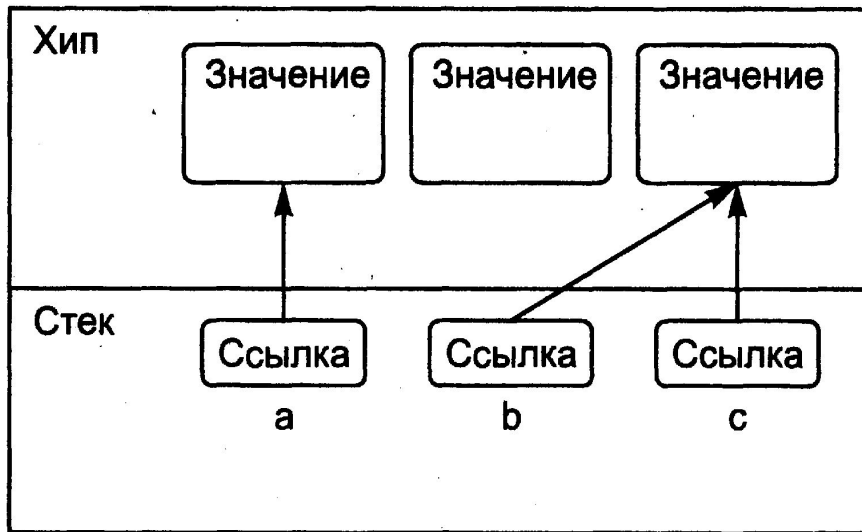 Хип
Значение Значение Значение
Стек
Ссылка Ссылка Ссылка
a b c